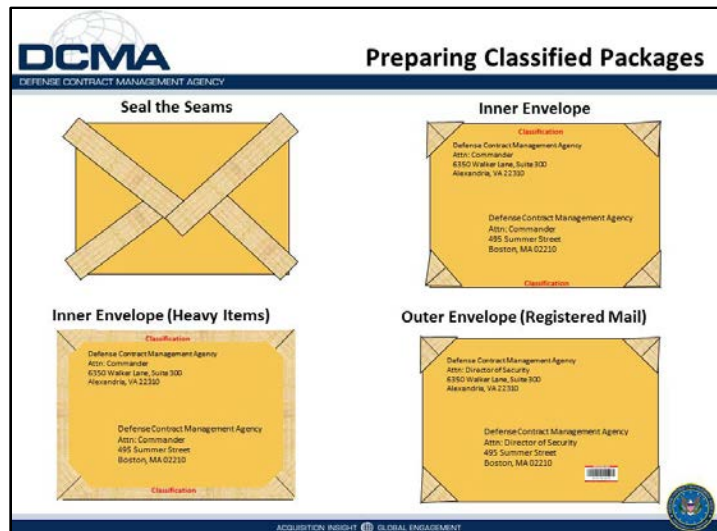 DCMA
DEFENSE CONTRACT MANAGEMENT AGENCY
Preparing Classified Packages
Seal the Seams
Inner Envelope
Classification
Defense Contract Management Agency
Attn: Commander
6350 Walker Lane, Suite 300
Alexandria, VA 22310
Defense Contract Management Agency
Attn: Commander
495 Summer Street
Boston, MA 02210
Classification
Inner Envelope (Heavy Items)
Classification
Defense Contract Management Agency
Attn: Commander
6350 Walker Lane, Suite 300
Alexandria, VA 22310
Defense Contract Management Agency
Attn: Commander
495 Summer Street
Boston, MA 02210
Classification
Outer Envelope (Registered Mail)
Defense Contract Management Agency
Attn: Director of Security
6350 Walker Lane, Suite 300
Alexandria, VA 22310
Defense Contract Management Agency
Attn: Director of Security
495 Summer Street
Boston, MA 02210
ACQUISITION INSIGHT GLOBAL ENGAGEMENT